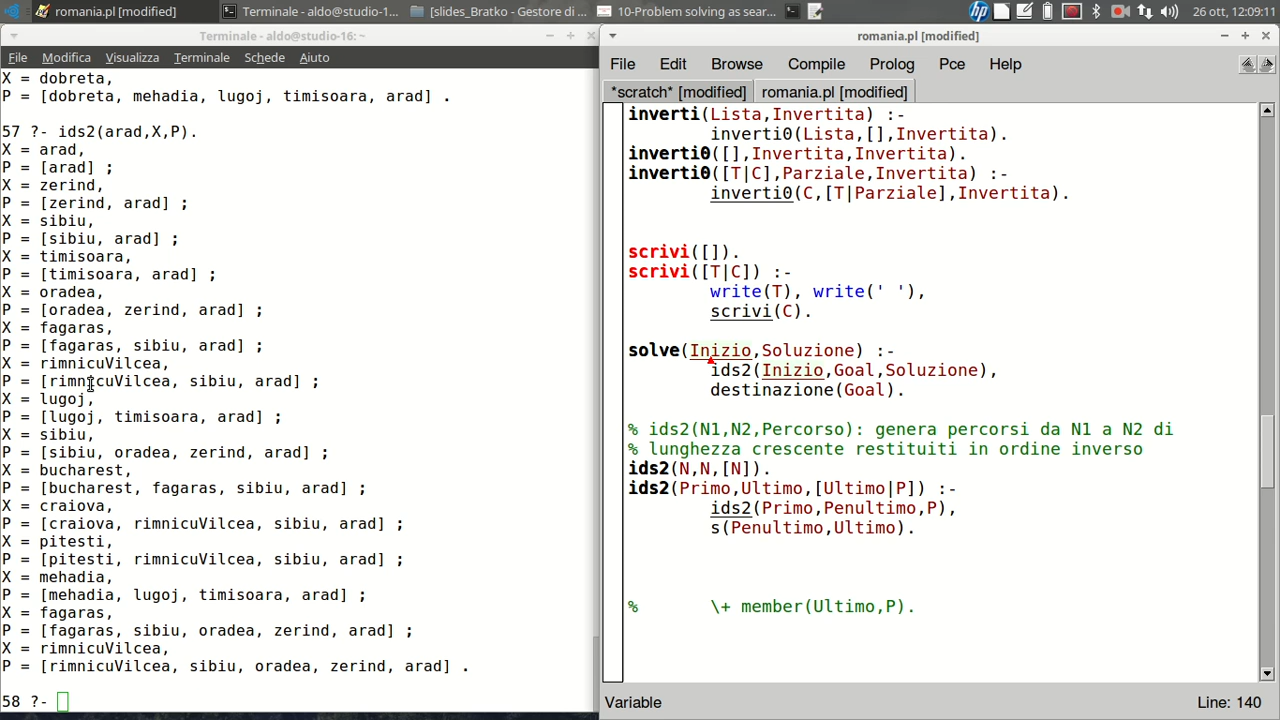 romania.pl [modified]
Terminale - aldo@studio-1...
[slides_Bratko - Gestore di ...
10-Problem solving as sear...
26 ott, 12:09:11
Terminale - aldo@studio-16: ~
File Modifica Visualizza Terminale Schede Aiuto
X = dobreta,
P = [dobreta, mehadia, lugoj, timisoara, arad] .
57 ?- ids2(arad,X,P).
X = arad,
P = [arad] ;
X = zerind,
P = [zerind, arad] ;
X = sibiu,
P = [sibiu, arad] ;
X = timisoara,
P = [timisoara, arad] ;
X = oradea,
P = [oradea, zerind, arad] ;
X = fagaras,
P = [fagaras, sibiu, arad] ;
X = rimnicuVilcea,
P = [rimnicuVilcea, sibiu, arad] ;
X = lugoj,
P = [lugoj, timisoara, arad] ;
X = sibiu,
P = [sibiu, oradea, zerind, arad] ;
X = bucharest,
P = [bucharest, fagaras, sibiu, arad] ;
X = craiova,
P = [craiova, rimnicuVilcea, sibiu, arad] ;
X = pitesti,
P = [pitesti, rimnicuVilcea, sibiu, arad] ;
X = mehadia,
P = [mehadia, lugoj, timisoara, arad] ;
X = fagaras,
P = [fagaras, sibiu, oradea, zerind, arad] ;
X = rimnicuVilcea,
P = [rimnicuVilcea, sibiu, oradea, zerind, arad] .
58 ?-
romania.pl [modified]
File Edit Browse Compile Prolog Pce Help
*scratch* [modified] romania.pl [modified]
inverti(Lista,Invertita) :-
inverti0(Lista,[],Invertita).
inverti0([],Invertita,Invertita).
inverti0([T|C],Parziale,Invertita) :-
inverti0(C,[T|Parziale],Invertita).
scrivi([]).
scrivi([T|C]) :-
write(T), write(' '),
scrivi(C).
solve(Inizio,Soluzione) :-
ids2(Inizio,Goal,Soluzione),
destinazione(Goal).
% ids2(N1,N2,Percorso): genera percorsi da N1 a N2 di
% lunghezza crescente restituiti in ordine inverso
ids2(N,N,[N]).
ids2(Primo,Ultimo,[Ultimo|P]) :-
ids2(Primo,Penultimo,P),
s(Penultimo,Ultimo).
% \+ member(Ultimo,P).
Variable
Line: 140